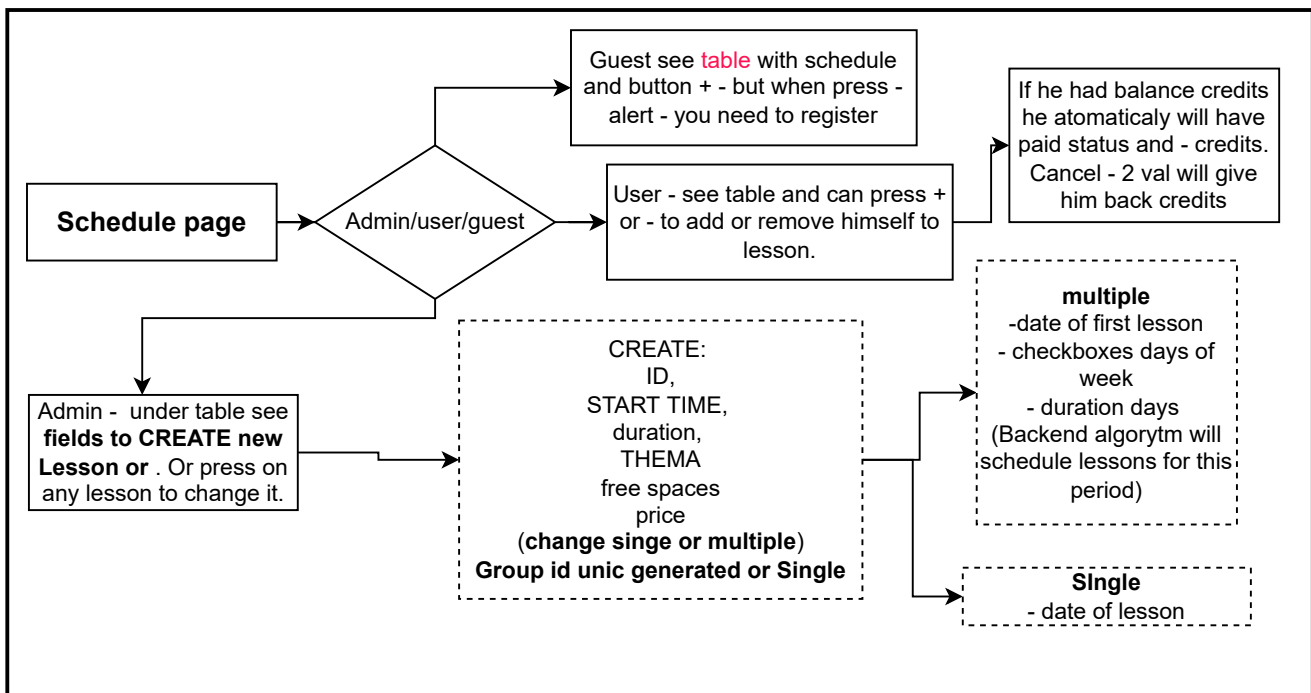 Guest see table with schedule
and button + - but when press -
alert - you need to register
If he had balance credits
he atomaticaly will have
paid status and - credits.
Cancel - 2 val will give
him back credits
Schedule page
Admin/user/guest
User - see table and can press +
or - to add or remove himself to
lesson.
Admin - under table see
fields to CREATE new
Lesson or . Or press on
any lesson to change it.
CREATE:
ID,
START TIME,
duration,
THEMA
free spaces
price
(change singe or multiple)
Group id unic generated or Single
multiple
-date of first lesson
- checkboxes days of
week
- duration days
(Backend algorytm will
schedule lessons for this
period)
SIngle
- date of lesson